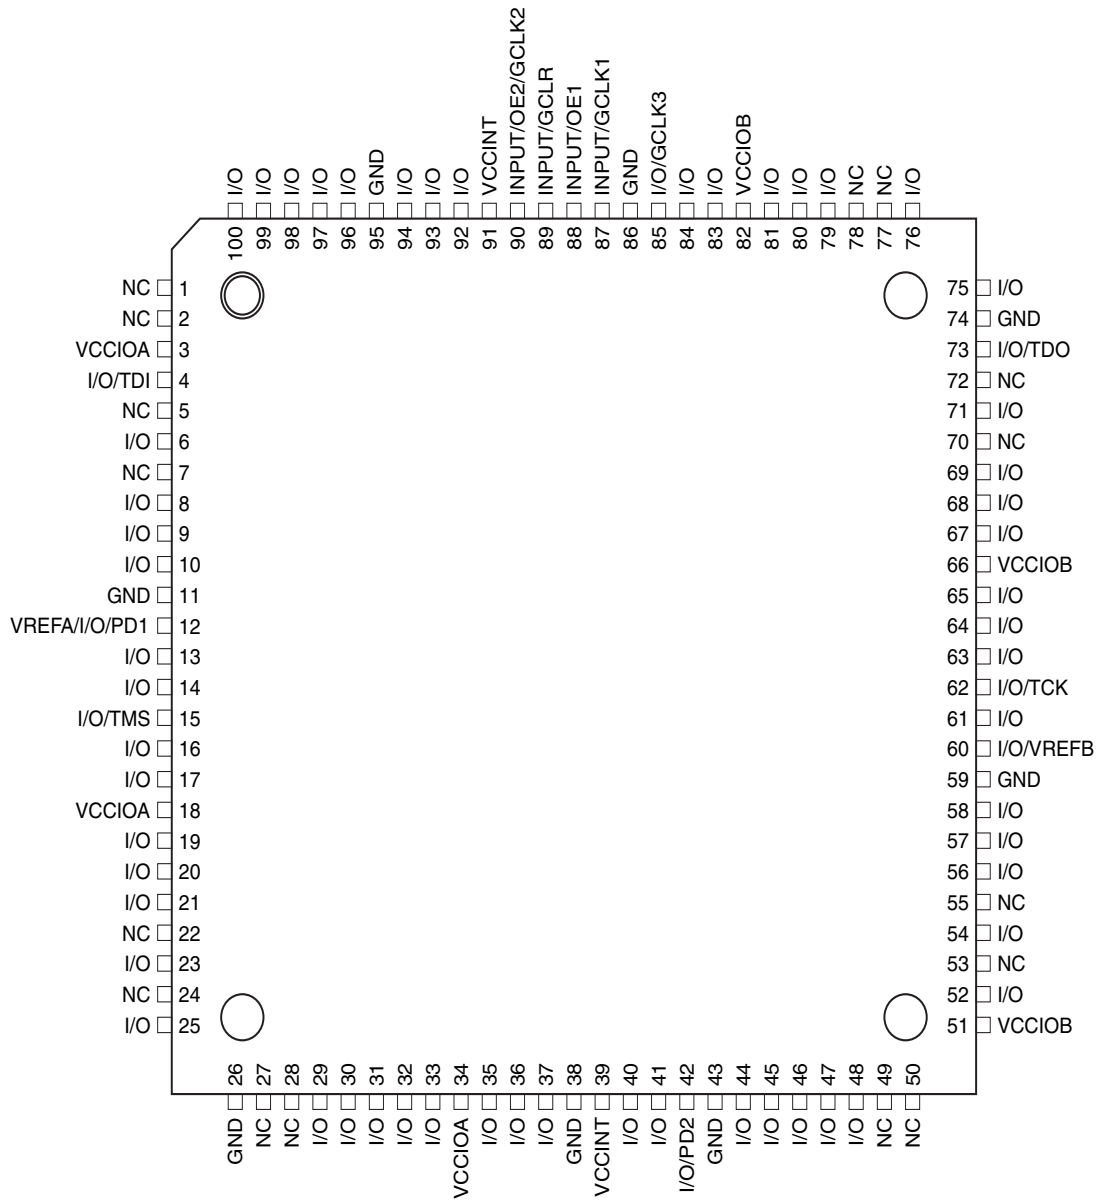 I/O I/O I/O I/O I/O GND I/O I/O I/O VCCINT INPUT/OE2/GCLK2 INPUT/GCLR INPUT/OE1 INPUT/GCLK1 GND I/O/GCLK3 I/O I/O VCCIOB I/O I/O I/O NC NC I/O
100 99 98 97 96 95 94 93 92 91 90 89 88 87 86 85 84 83 82 81 80 79 78 77 76
NC 1 75 I/O
NC 2 74 GND
VCCIOA 3 73 I/O/TDO
I/O/TDI 4 72 NC
NC 5 71 I/O
I/O 6 70 NC
NC 7 69 I/O
I/O 8 68 I/O
I/O 9 67 I/O
I/O 10 66 VCCIOB
GND 11 65 I/O
VREFA/I/O/PD1 12 64 I/O
I/O 13 63 I/O
I/O 14 62 I/O/TCK
I/O/TMS 15 61 I/O
I/O 16 60 I/O/VREFB
I/O 17 59 GND
VCCIOA 18 58 I/O
I/O 19 57 I/O
I/O 20 56 I/O
I/O 21 55 NC
NC 22 54 I/O
I/O 23 53 NC
NC 24 52 I/O
I/O 25 51 VCCIOB
26 27 28 29 30 31 32 33 34 35 36 37 38 39 40 41 42 43 44 45 46 47 48 49 50
GND NC NC I/O I/O I/O I/O I/O VCCIOA I/O I/O I/O GND VCCINT I/O I/O I/O/PD2 GND I/O I/O I/O I/O I/O NC NC